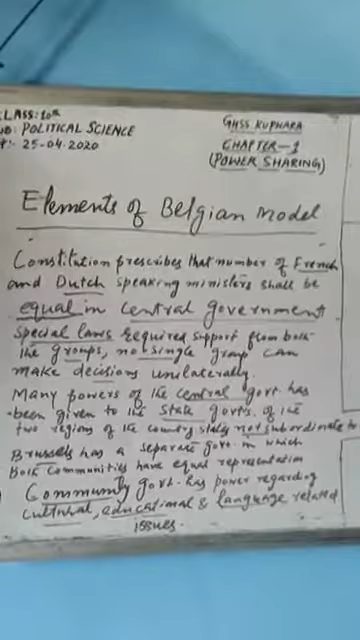 CLASS: 10th
GHSS KUPWARA
SUB: POLITICAL SCIENCE
CHAPTER-1
DT: 25-04-2020
(POWER SHARING)
Elements of Belgian Model
Constitution prescribes that number of French
and Dutch speaking ministers shall be
equal in central government
special laws required support from both
the groups, no single group can
make decisions unilaterally.
Many powers of the central govt has
been given to the state govts. of the
two regions of the country states not subordinate to
Brussels has a separate govt in which
both communities have equal representation
Community govt. has power regarding
cultural, educational & language related
issues.